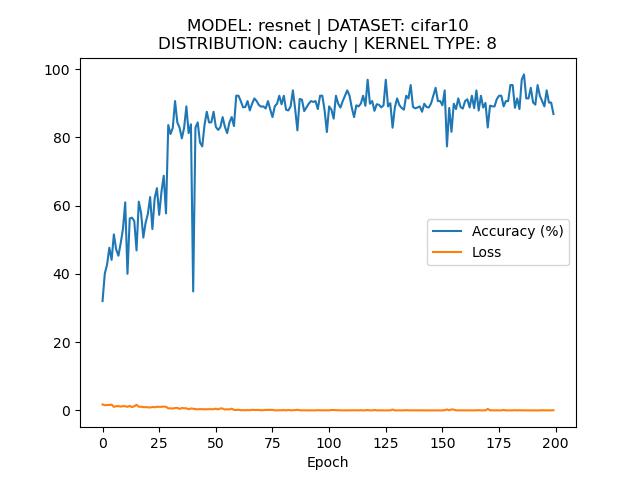 MODEL: resnet | DATASET: cifar10
DISTRIBUTION: cauchy | KERNEL TYPE: 8
100
80
60
40
20
0
Accuracy (%)
Loss
0 25 50 75 100 125 150 175 200
Epoch